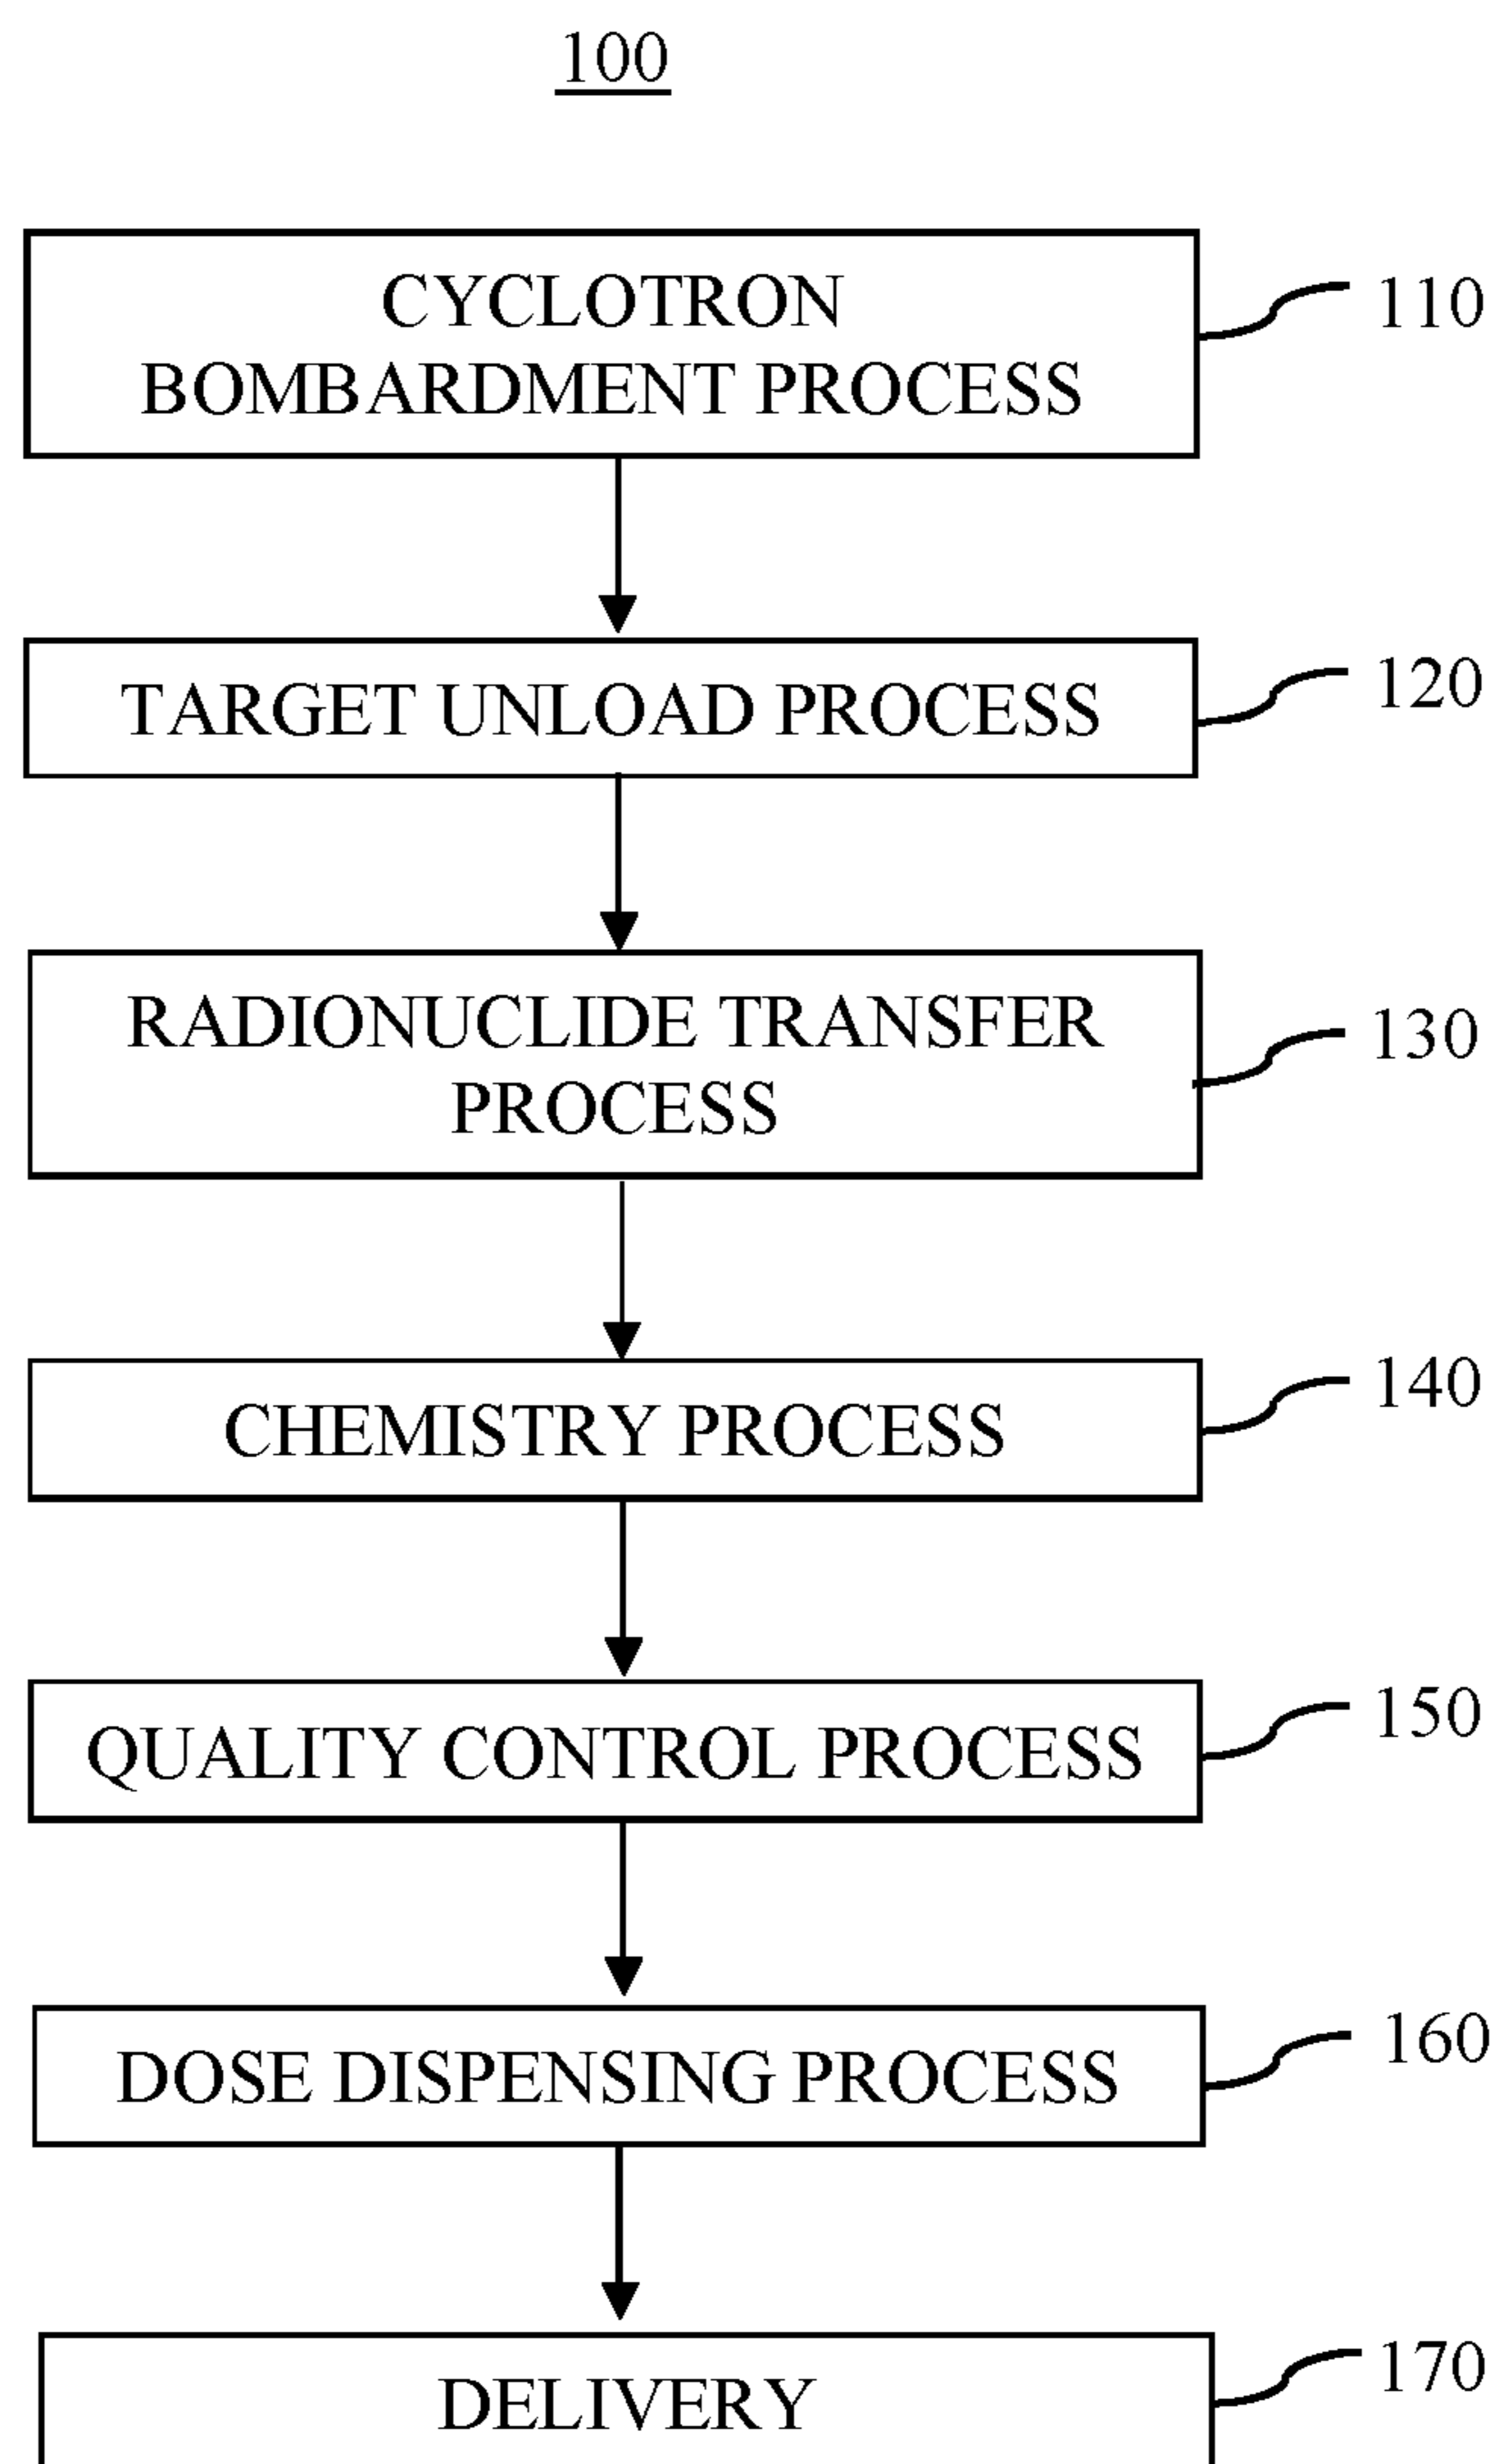 100
CYCLOTRON
BOMBARDMENT PROCESS
110
TARGET UNLOAD PROCESS
120
RADIONUCLIDE TRANSFER
PROCESS
130
CHEMISTRY PROCESS
140
QUALITY CONTROL PROCESS
150
DOSE DISPENSING PROCESS
160
DELIVERY
170